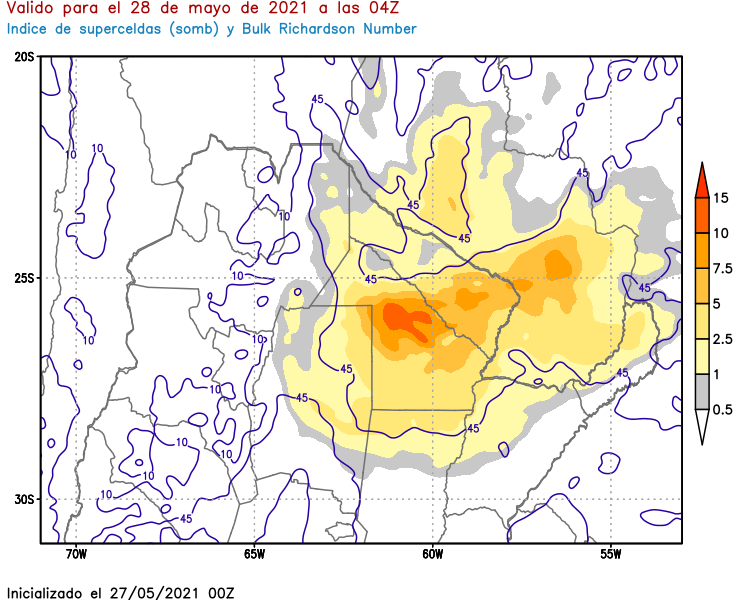 Valido para el 28 de mayo de 2021 a las 04Z
Indice de superceldas (somb) y Bulk Richardson Number
20S
45
10
10
45
45
10
45
15
10
7.5
5
2.5
1
0.5
25S
10
45
45
10
10
45
45
10
45
45
10
10
10
10
45
30S
70W
65W
60W
55W
Inicializado el 27/05/2021 00Z